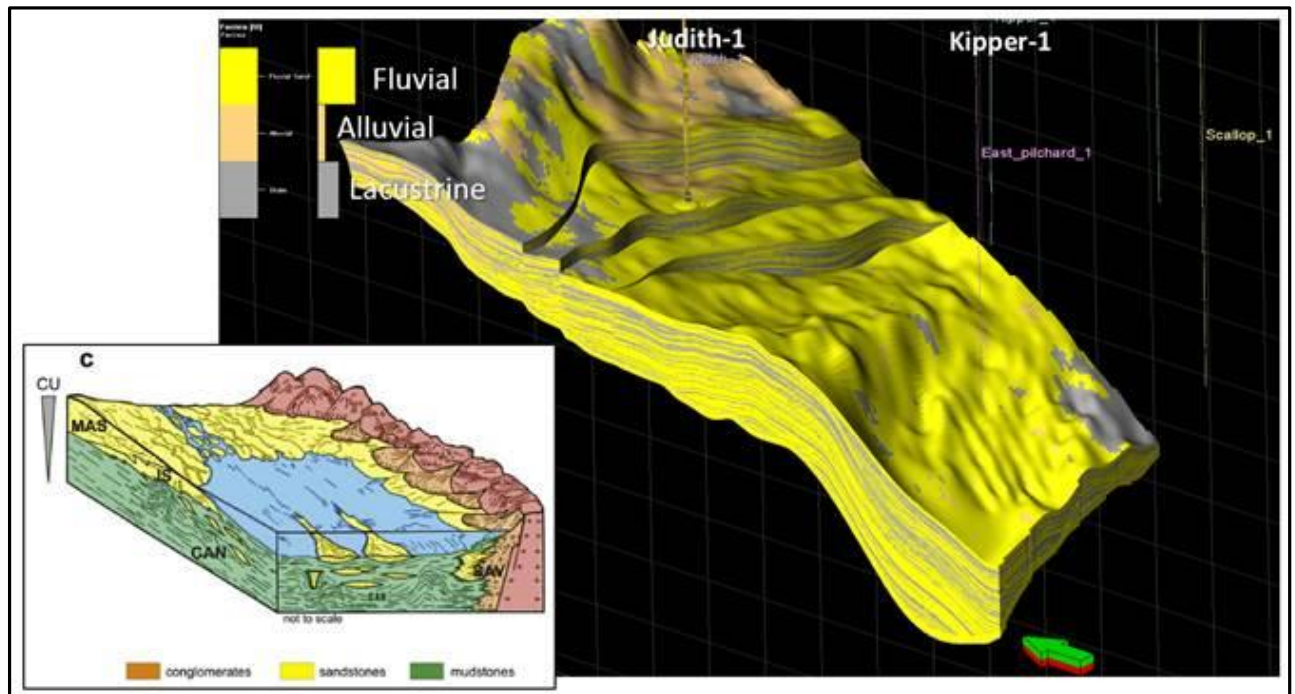 Judith-1
Kipper-1
Fluvial
Alluvial
Lacustrine
East_pilchard_1
Scallop_1
C
CU
MAS
CAN
SAV
not to scale
conglomerates
sandstones
mudstones